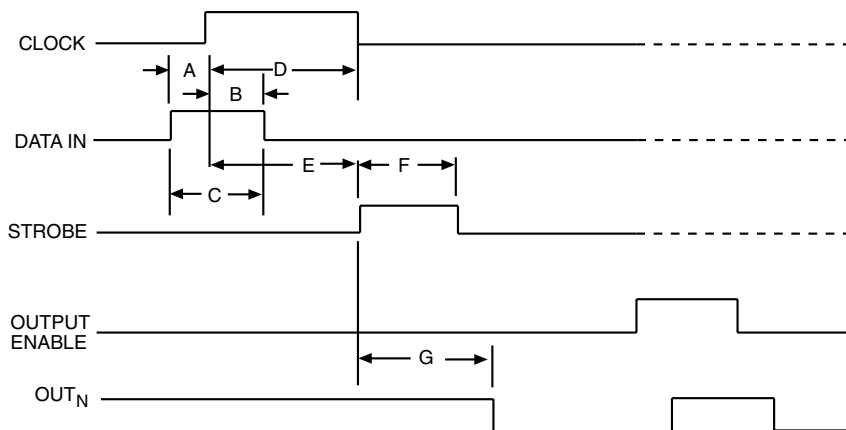 CLOCK
A
D
B
DATA IN
E
F
C
STROBE
OUTPUT
ENABLE
G
OUTN